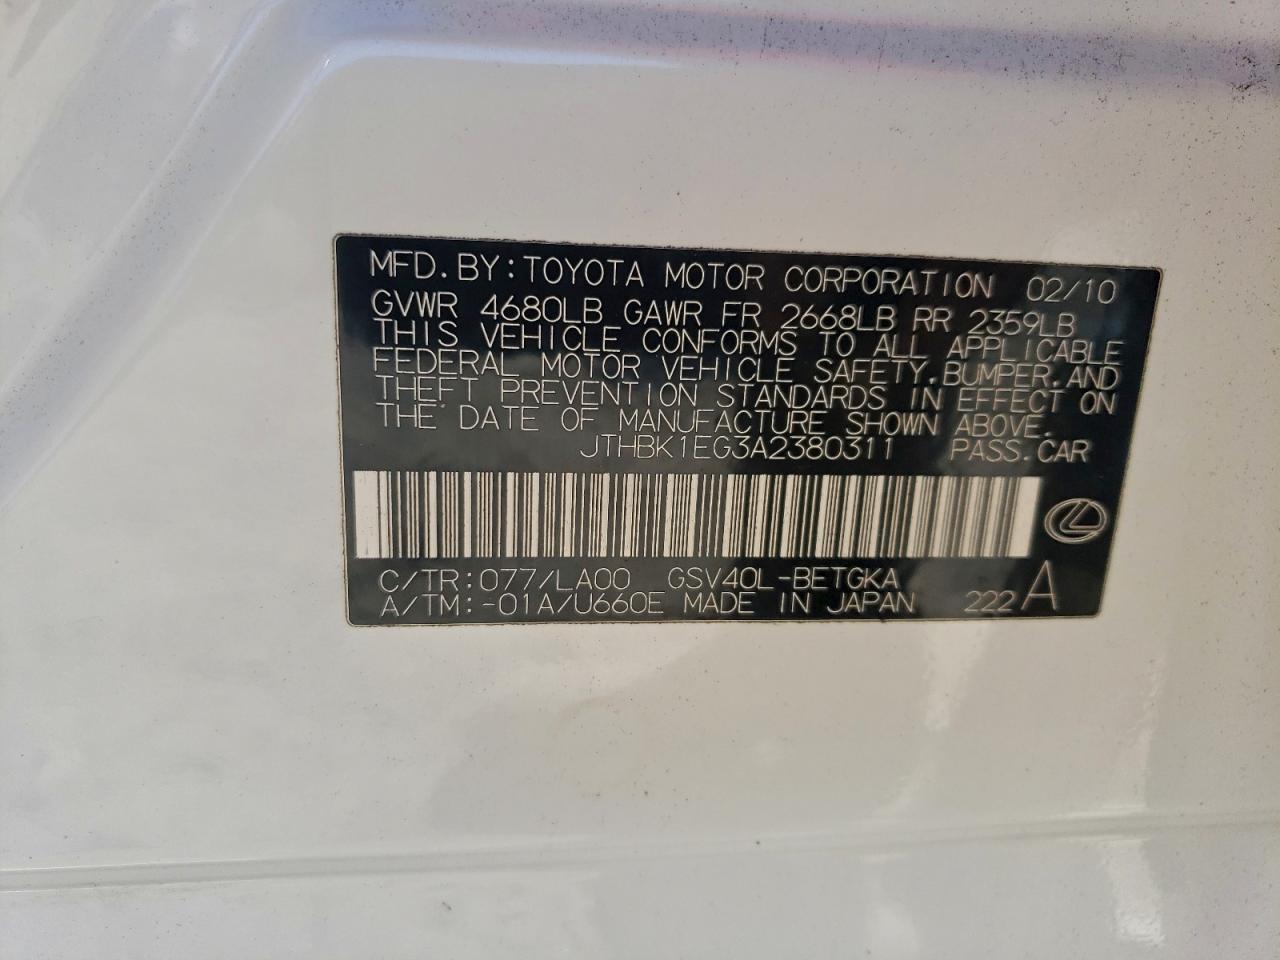 MFD.BY:TOYOTA MOTOR CORPORATION 02/10
GVWR 4680LB GAWR FR 2668LB RR 2359LB
THIS VEHICLE CONFORMS TO ALL APPLICABLE
FEDERAL MOTOR VEHICLE SAFETY,BUMPER,AND
THEFT PREVENTION STANDARDS IN EFFECT ON
THE DATE OF MANUFACTURE SHOWN ABOVE.
JTHBK1EG3A2380311 PASS.CAR
C/TR:077/LA00 GSV40L-BETGKA
A/TM:-01A/U660E MADE IN JAPAN 222 A